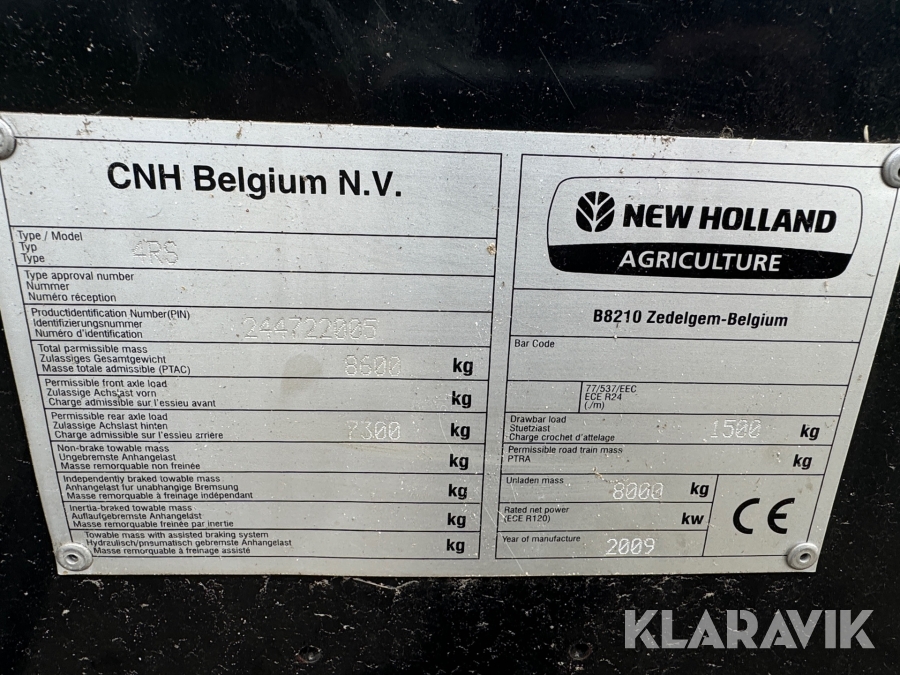 CNH Belgium N.V.
Type / Model
Typ
Type
4RS
Type approval number
Nummer
Numéro réception
Productidentification Number(PIN)
Identifizierungsnummer
Numéro d'identification
244722005
Total permissible mass
Zulassiges Gesamtgewicht
Masse totale admissible (PTAC)
8600 kg
Permissible front axle load
Zulassige Achslast vorn
Charge admissible sur l'essieu avant
kg
Permissible rear axle load
Zulassige Achslast hinten
Charge admissible sur l'essieu arrière
7300 kg
Non-brake towable mass
Ungebremste Anhangelast
Masse remorquable non freinée
kg
Independently braked towable mass
Anhangelast fur unabhangige Bremsung
Masse remorquable à freinage indépendant
kg
Inertia-braked towable mass
Auflaufgebremste Anhangelast
Masse remorquable freinée par inertie
kg
Towable mass with assisted braking system
Hydraulisch/pneumatisch gebremste Anhangelast
Masse remorquable à freinage assisté
kg
NEW HOLLAND
AGRICULTURE
B8210 Zedelgem-Belgium
Bar Code
77/537/EEC
ECE R24
(/m)
Drawbar load
Stuetzlast
Charge crochet d'attelage
1500 kg
Permissible road train mass
PTRA
kg
Unladen mass
8000 kg
Rated net power
(ECE R120)
kw
Year of manufacture
2009
CE
KLARAVIK